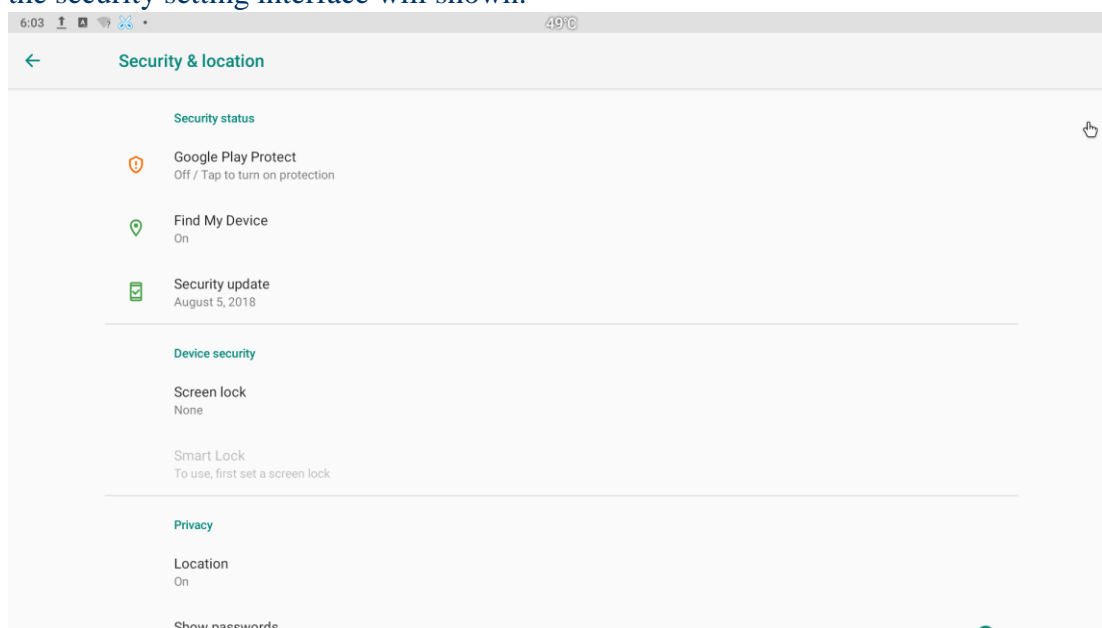 the security setting interface will shown.
6:03
49°C
Security & location
Security status
Google Play Protect
Off / Tap to turn on protection
Find My Device
On
Security update
August 5, 2018
Device security
Screen lock
None
Smart Lock
To use, first set a screen lock
Privacy
Location
On
Show passwords